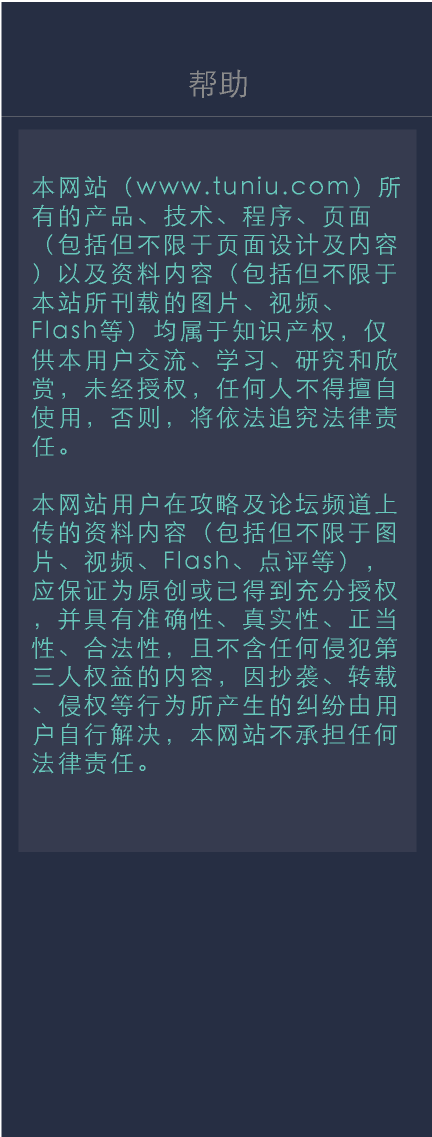 帮助
本网站（www.tuniu.com）所
有的产品、技术、程序、页面
（包括但不限于页面设计及内容
）以及资料内容（包括但不限于
本站所刊载的图片、视频、
Flash等）均属于知识产权，仅
供本用户交流、学习、研究和欣
赏，未经授权，任何人不得擅自
使用，否则，将依法追究法律责
任。
本网站用户在攻略及论坛频道上
传的资料内容（包括但不限于图
片、视频、Flash、点评等），
应保证为原创或已得到充分授权
，并具有准确性、真实性、正当
性、合法性，且不含任何侵犯第
三人权益的内容，因抄袭、转载
、侵权等行为所产生的纠纷由用
户自行解决，本网站不承担任何
法律责任。